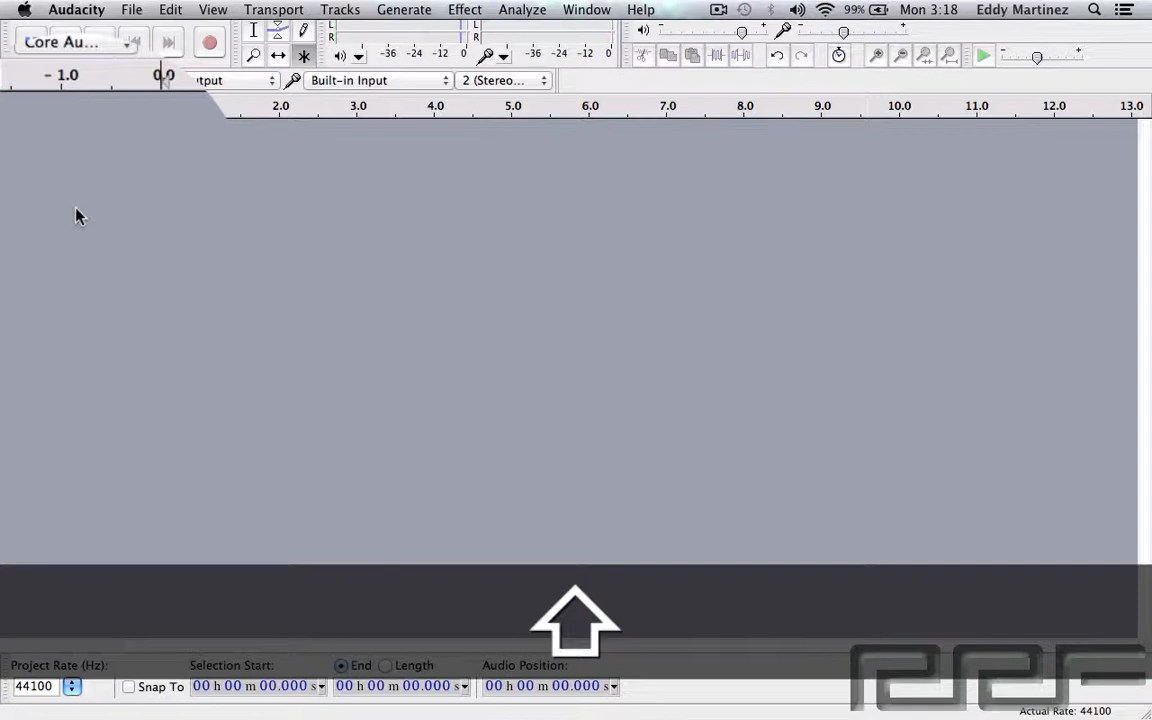 Audacity File Edit View Transport Tracks Generate Effect Analyze Window Help 99% Mon 3:18 Eddy Martinez
Core Au...
L R -36 -24 -12 0
L R -36 -24 -12 0
- 1.0 0.0
utput Built-in Input 2 (Stereo...
2.0 3.0 4.0 5.0 6.0 7.0 8.0 9.0 10.0 11.0 12.0 13.0
Project Rate (Hz): Selection Start: End Length Audio Position:
44100 Snap To 00 h 00 m 00.000 s 00 h 00 m 00.000 s 00 h 00 m 00.000 s
Actual Rate: 44100